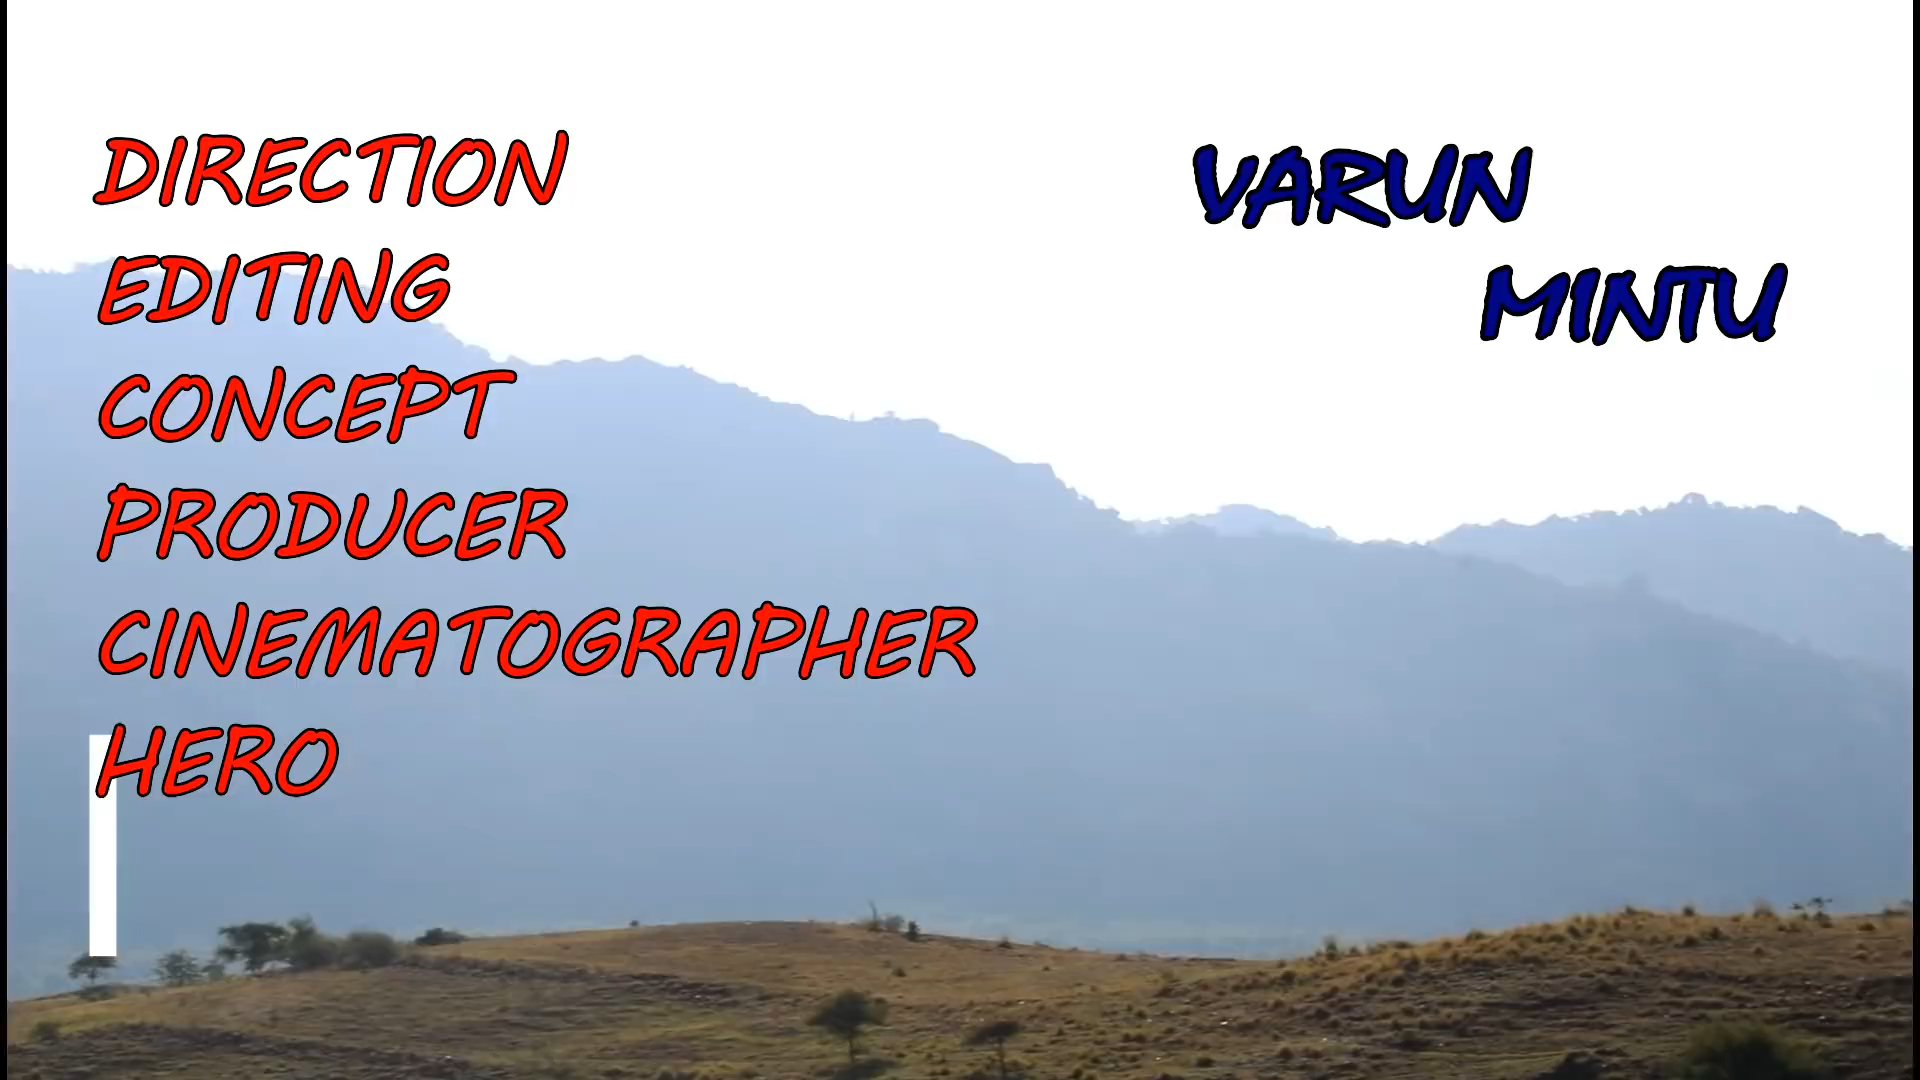 DIRECTION
VARUN
EDITING
MINTU
CONCEPT
PRODUCER
CINEMATOGRAPHER
HERO